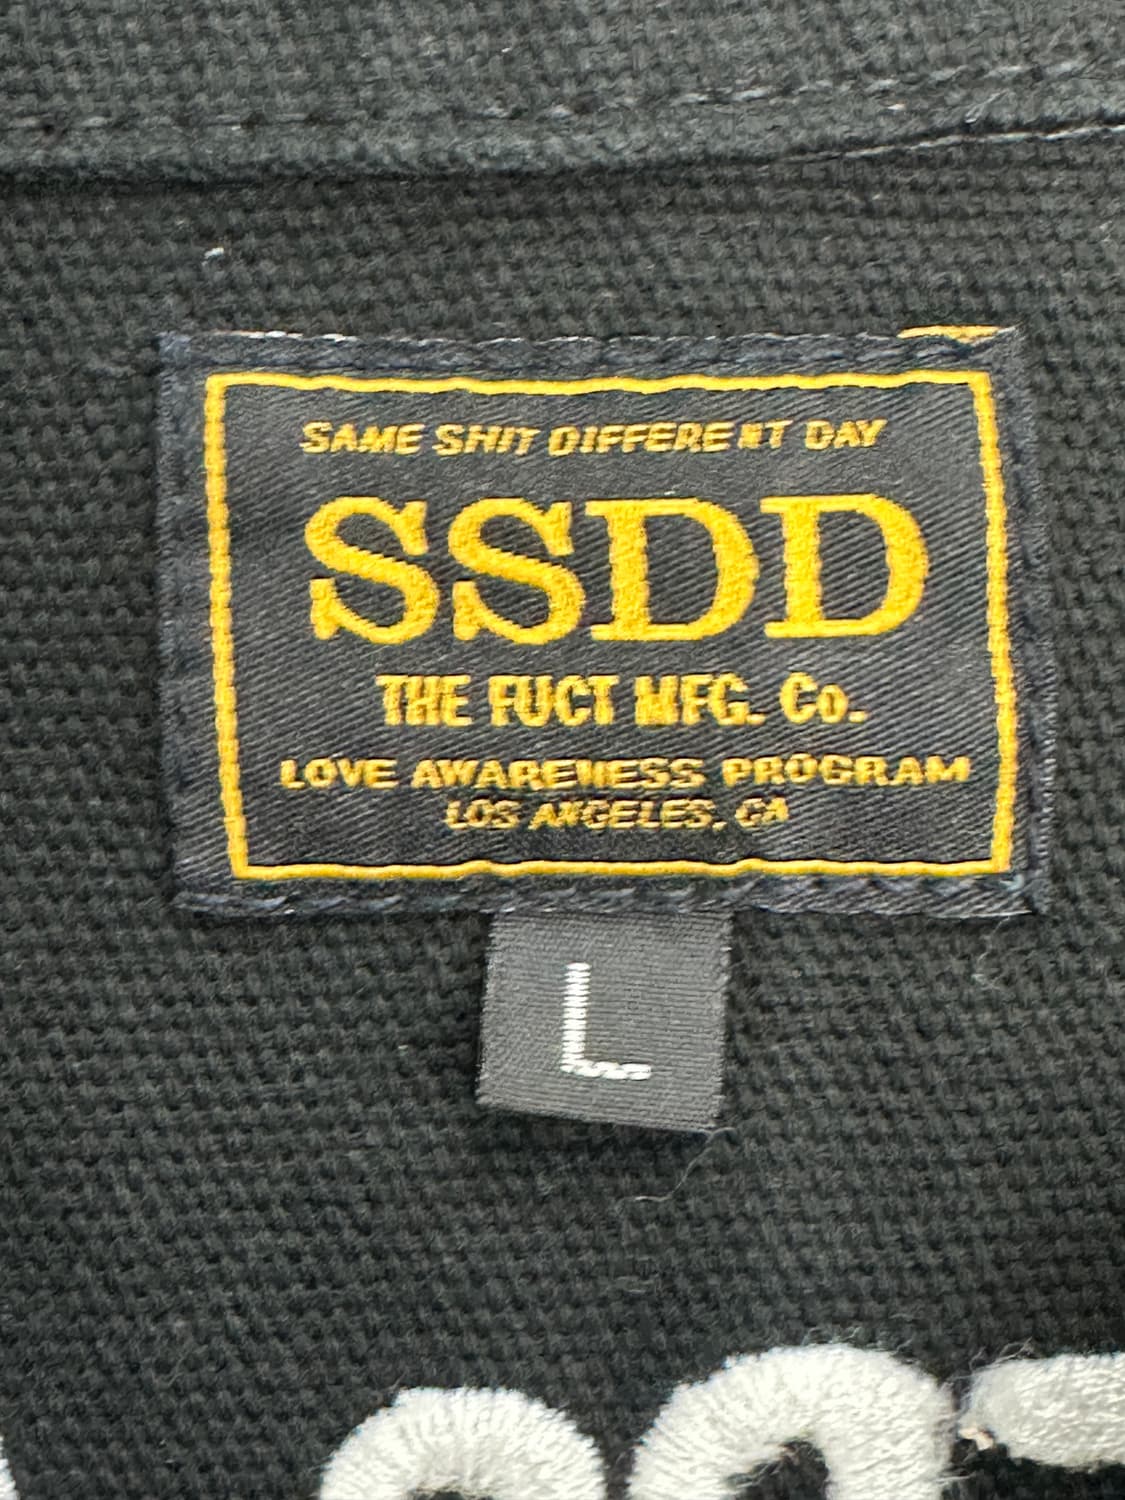 SAME SHIT DIFFERENT DAY
SSDD
THE FUCT MFG. Co.
LOVE AWARENESS PROGRAM
LOS ANGELES, CA
L